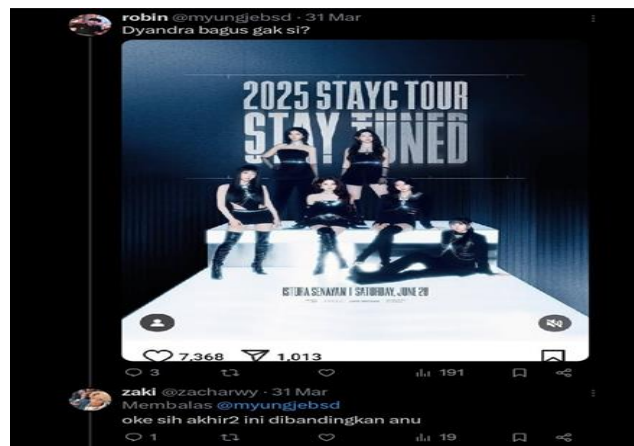 robin @myungjebsd · 31 Mar
Dyandra bagus gak si?
2025 STAYC TOUR
STAY TUNED
ISTORA SENAYAN | SATURDAY, JUNE 28
7,368 1,013
3 191
zaki @zacharwy · 31 Mar
Membalas @myungjebsd
oke sih akhir2 ini dibandingkan anu
1 19